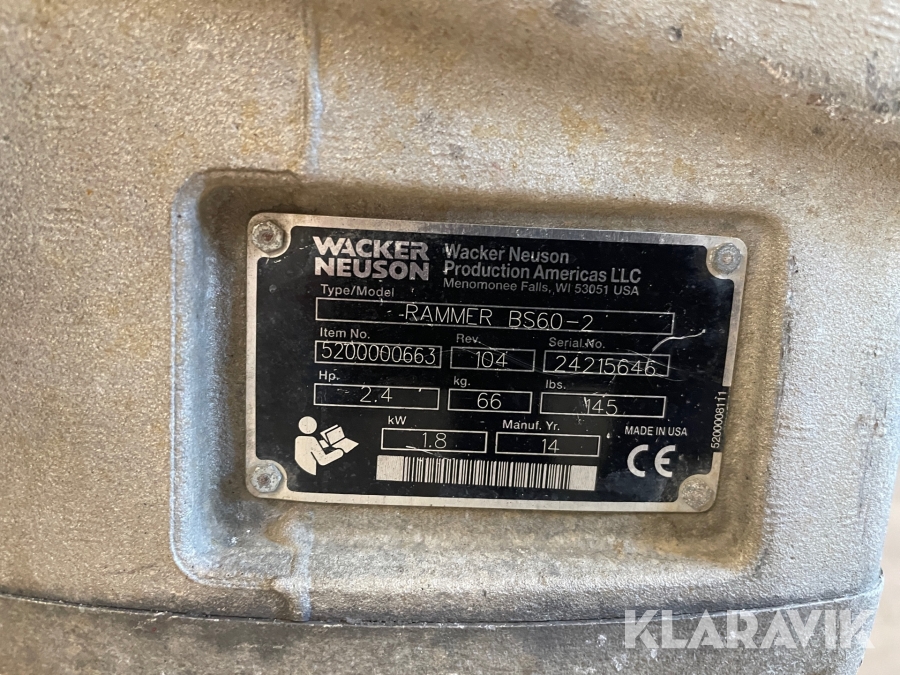 WACKER NEUSON
Wacker Neuson
Production Americas LLC
Menomonee Falls, WI 53051 USA
Type/Model
RAMMER BS60-2
Item No. Rev. Serial No.
5200000663 104 24215646
Hp. kg. lbs.
2.4 66 145
kW Manuf. Yr. MADE IN USA
1.8 14
CE
5200008111
KLARAVIK